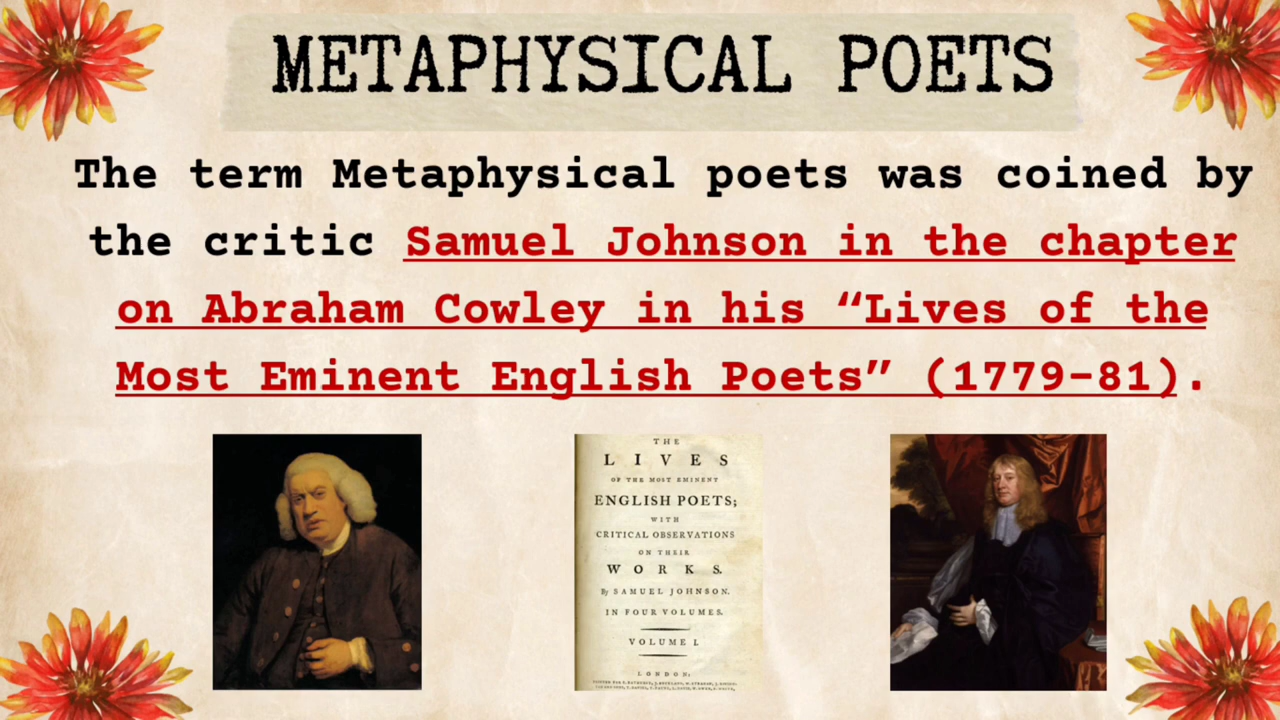 METAPHYSICAL POETS
The term Metaphysical poets was coined by
the critic Samuel Johnson in the chapter
on Abraham Cowley in his “Lives of the
Most Eminent English Poets” (1779-81).
THE
LIVES
OF THE MOST EMINENT
ENGLISH POETS;
WITH
CRITICAL OBSERVATIONS
ON THEIR
WORKS.
By SAMUEL JOHNSON.
IN FOUR VOLUMES.
VOLUME I.
LONDON: